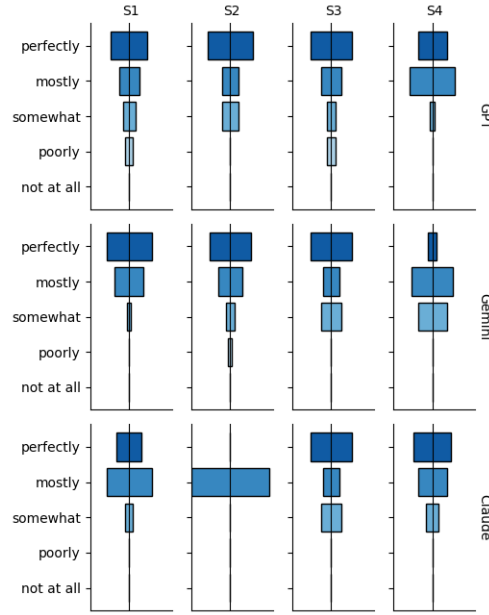 S1 S2 S3 S4
perfectly
mostly
somewhat
poorly
not at all
GPT
perfectly
mostly
somewhat
poorly
not at all
Gemini
perfectly
mostly
somewhat
poorly
not at all
Claude